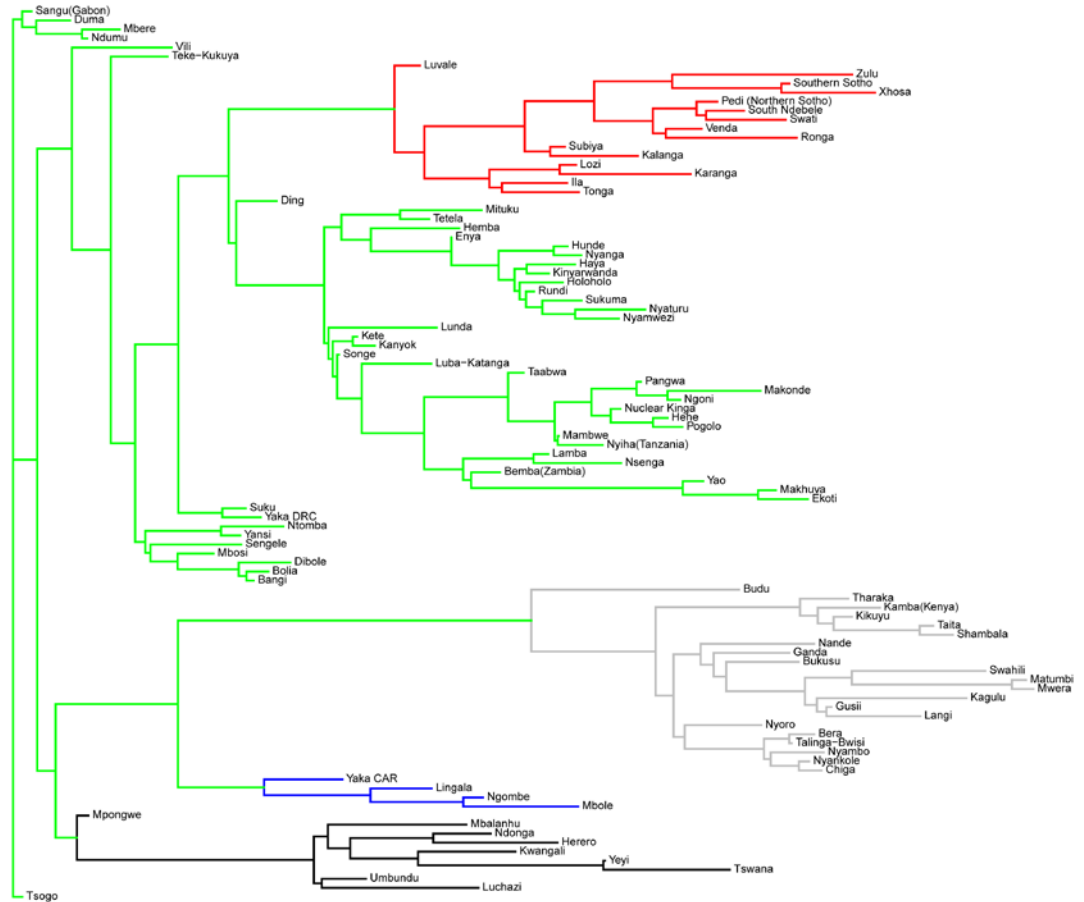 Sangu(Gabon)
Duma
Mbere
Ndumu
Vili
Teke-Kukuya
Luvale
Zulu
Southern Sotho
Xhosa
Pedi (Northern Sotho)
South Ndebele
Swati
Venda
Ronga
Subiya
Kalanga
Lozi
Karanga
Ila
Tonga
Ding
Mituku
Tetela
Hemba
Enya
Hunde
Nyanga
Haya
Kinyarwanda
Holoholo
Rundi
Sukuma
Nyaturu
Nyamwezi
Lunda
Kete
Kanyok
Songe
Luba-Katanga
Taabwa
Pangwa
Makonde
Ngoni
Nuclear Kinga
Hehe
Pogolo
Mambwe
Nyiha(Tanzania)
Lamba
Nsenga
Bemba(Zambia)
Yao
Makhuva
Ekoti
Suku
Yaka DRC
Ntomba
Yansi
Sengele
Mbosi
Dibole
Bolia
Bangi
Budu
Tharaka
Kamba(Kenya)
Kikuyu
Taita
Shambala
Nande
Ganda
Bukusu
Swahili
Matumbi
Mwera
Kagulu
Gusii
Langi
Nyoro
Bera
Talinga-Bwisi
Nyambo
Nyankole
Chiga
Yaka CAR
Lingala
Ngombe
Mbole
Mpongwe
Mbalanhu
Ndonga
Herero
Kwangali
Yeyi
Tswana
Umbundu
Luchazi
Tsogo